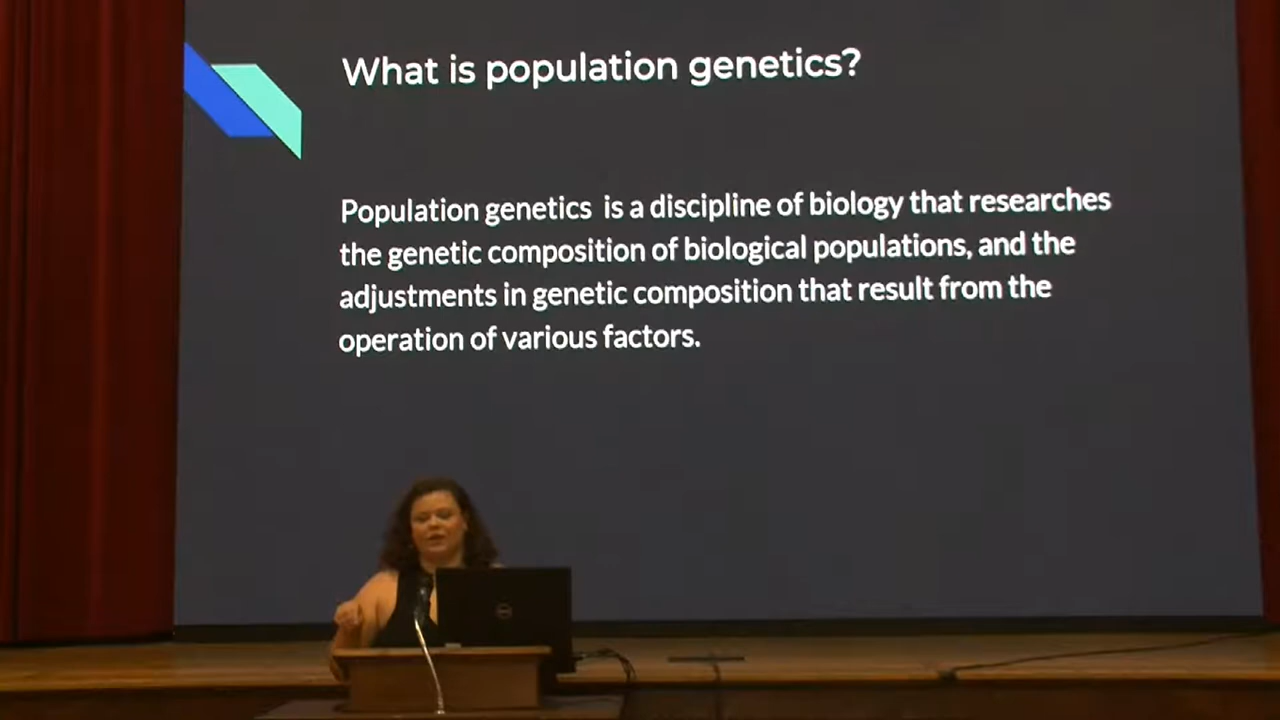 What is population genetics?
Population genetics is a discipline of biology that researches
the genetic composition of biological populations, and the
adjustments in genetic composition that result from the
operation of various factors.